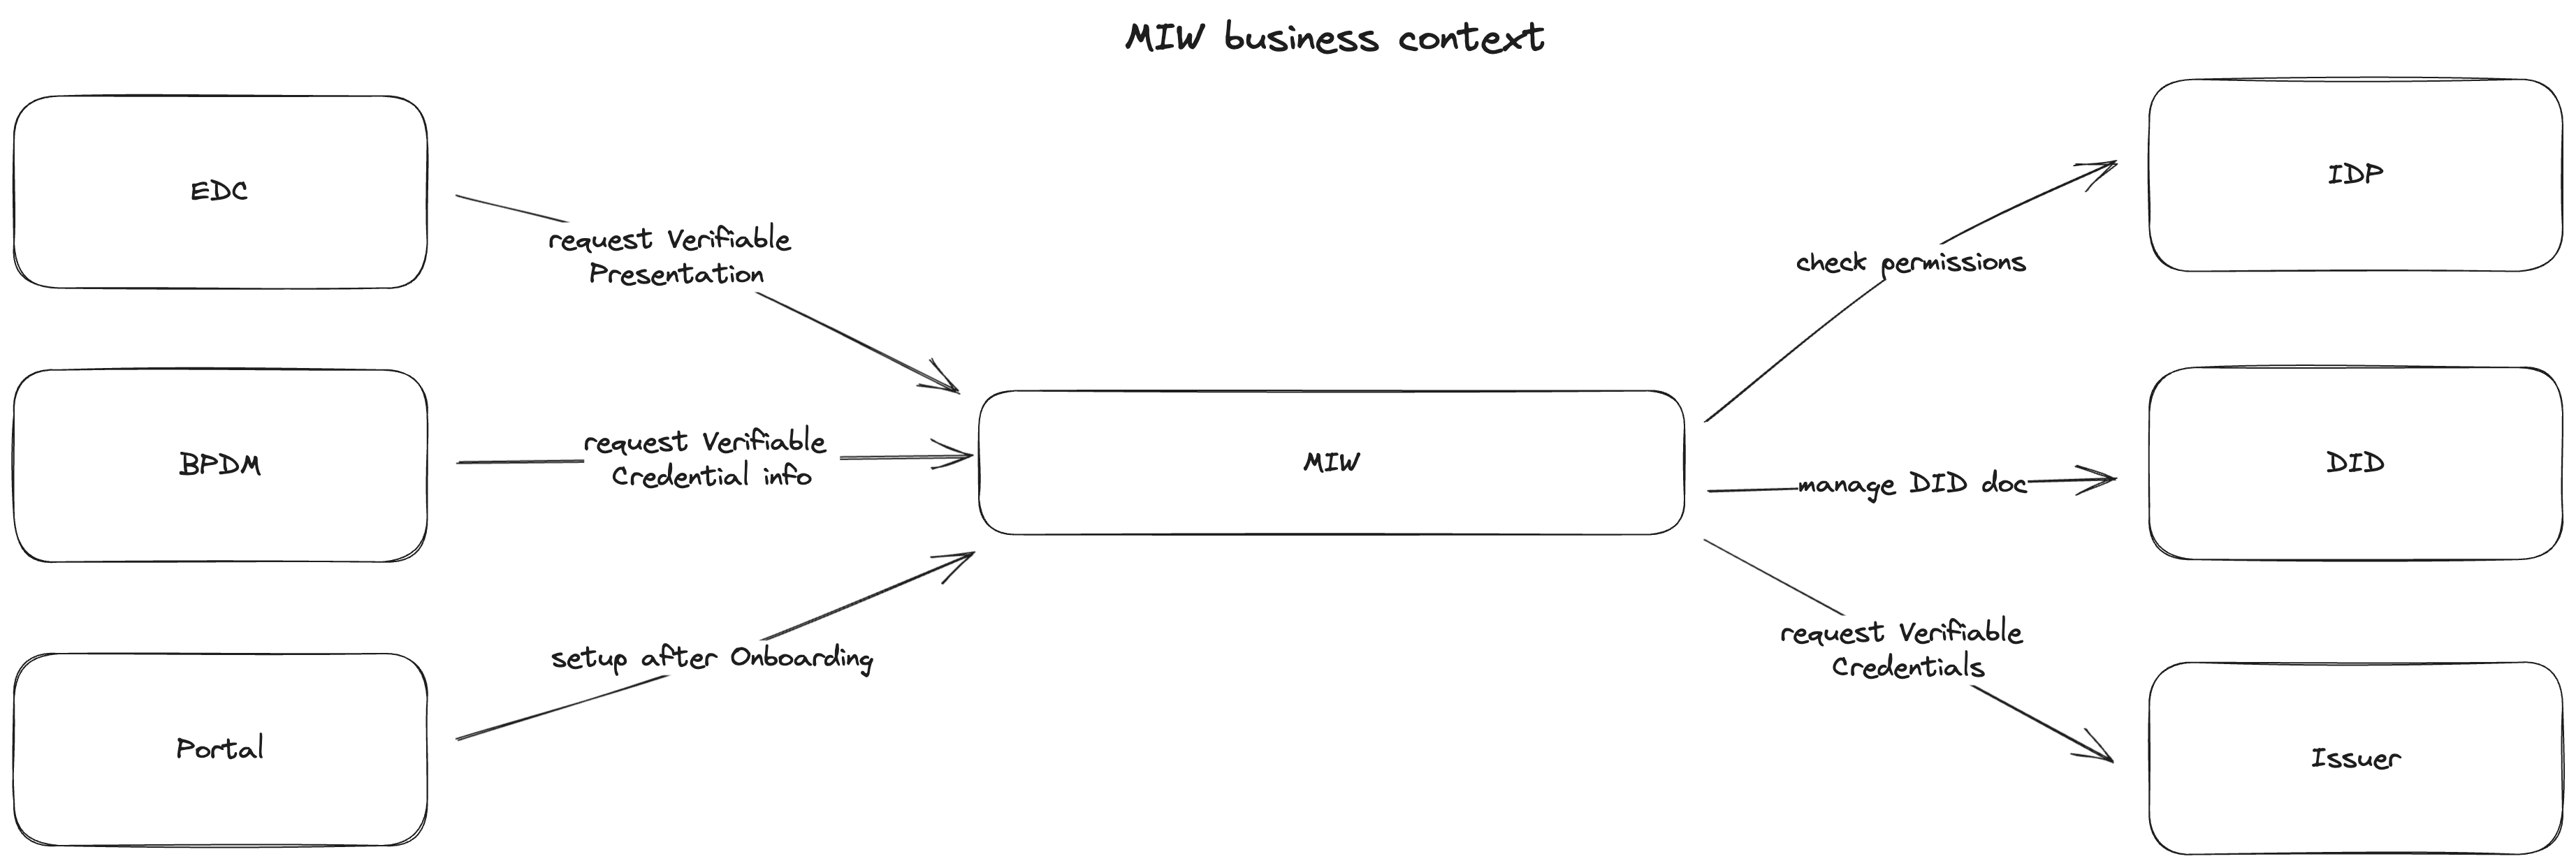 MIW business context
EDC
request Verifiable
Presentation
BPDM
request Verifiable
Credential info
Portal
setup after Onboarding
MIW
check permissions
IDP
manage DID doc
DID
request Verifiable
Credentials
Issuer